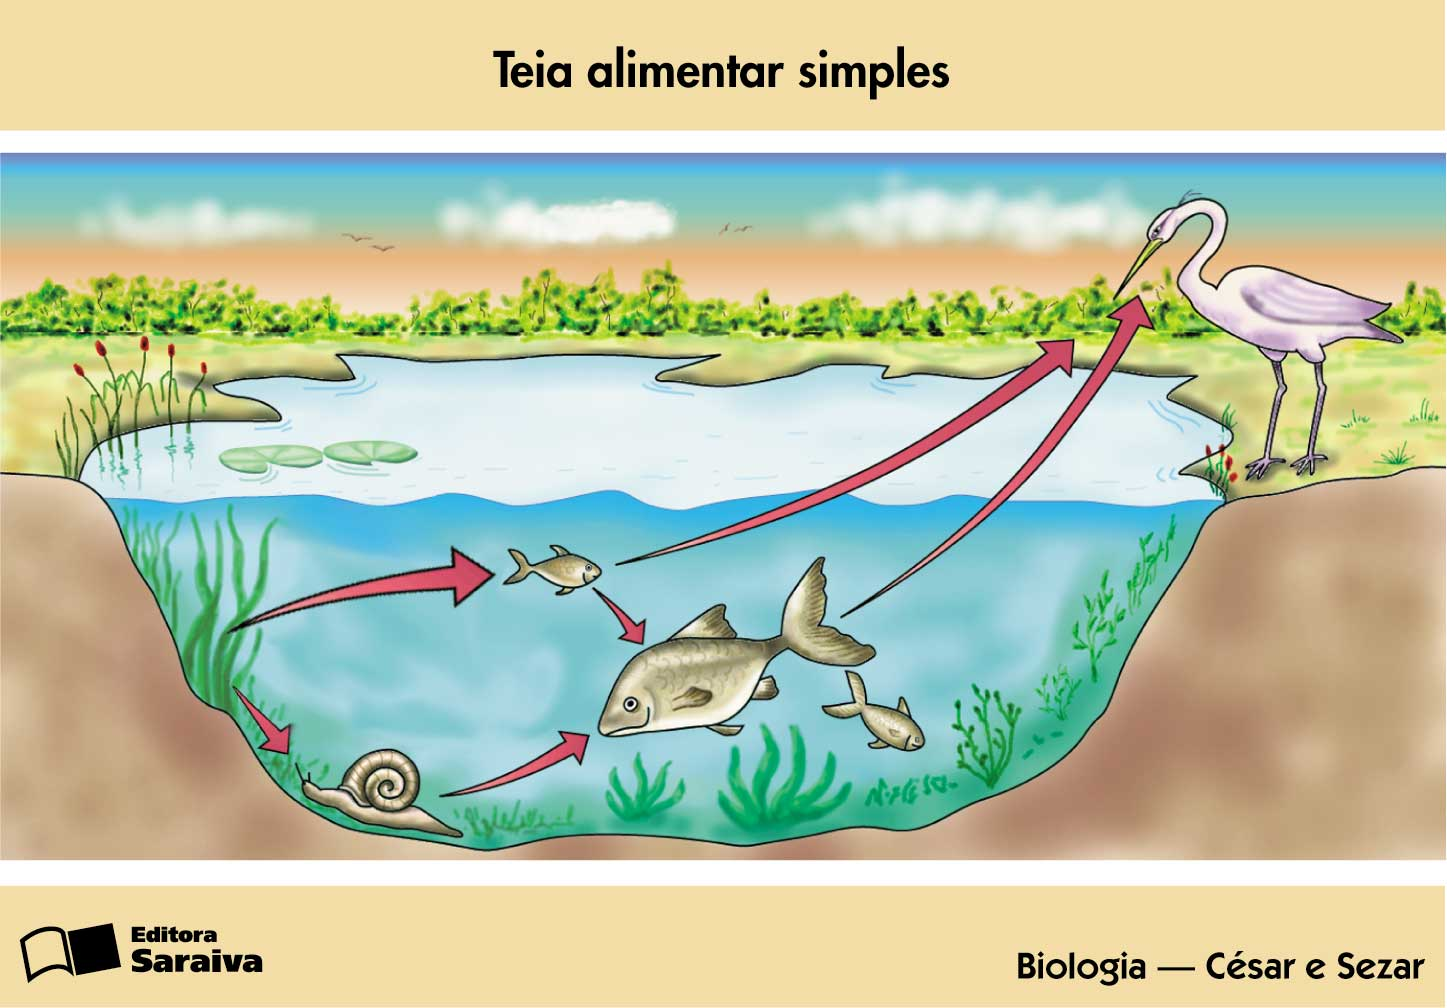 Teia alimentar simples
Editora
Saraiva
Biologia — César e Sezar